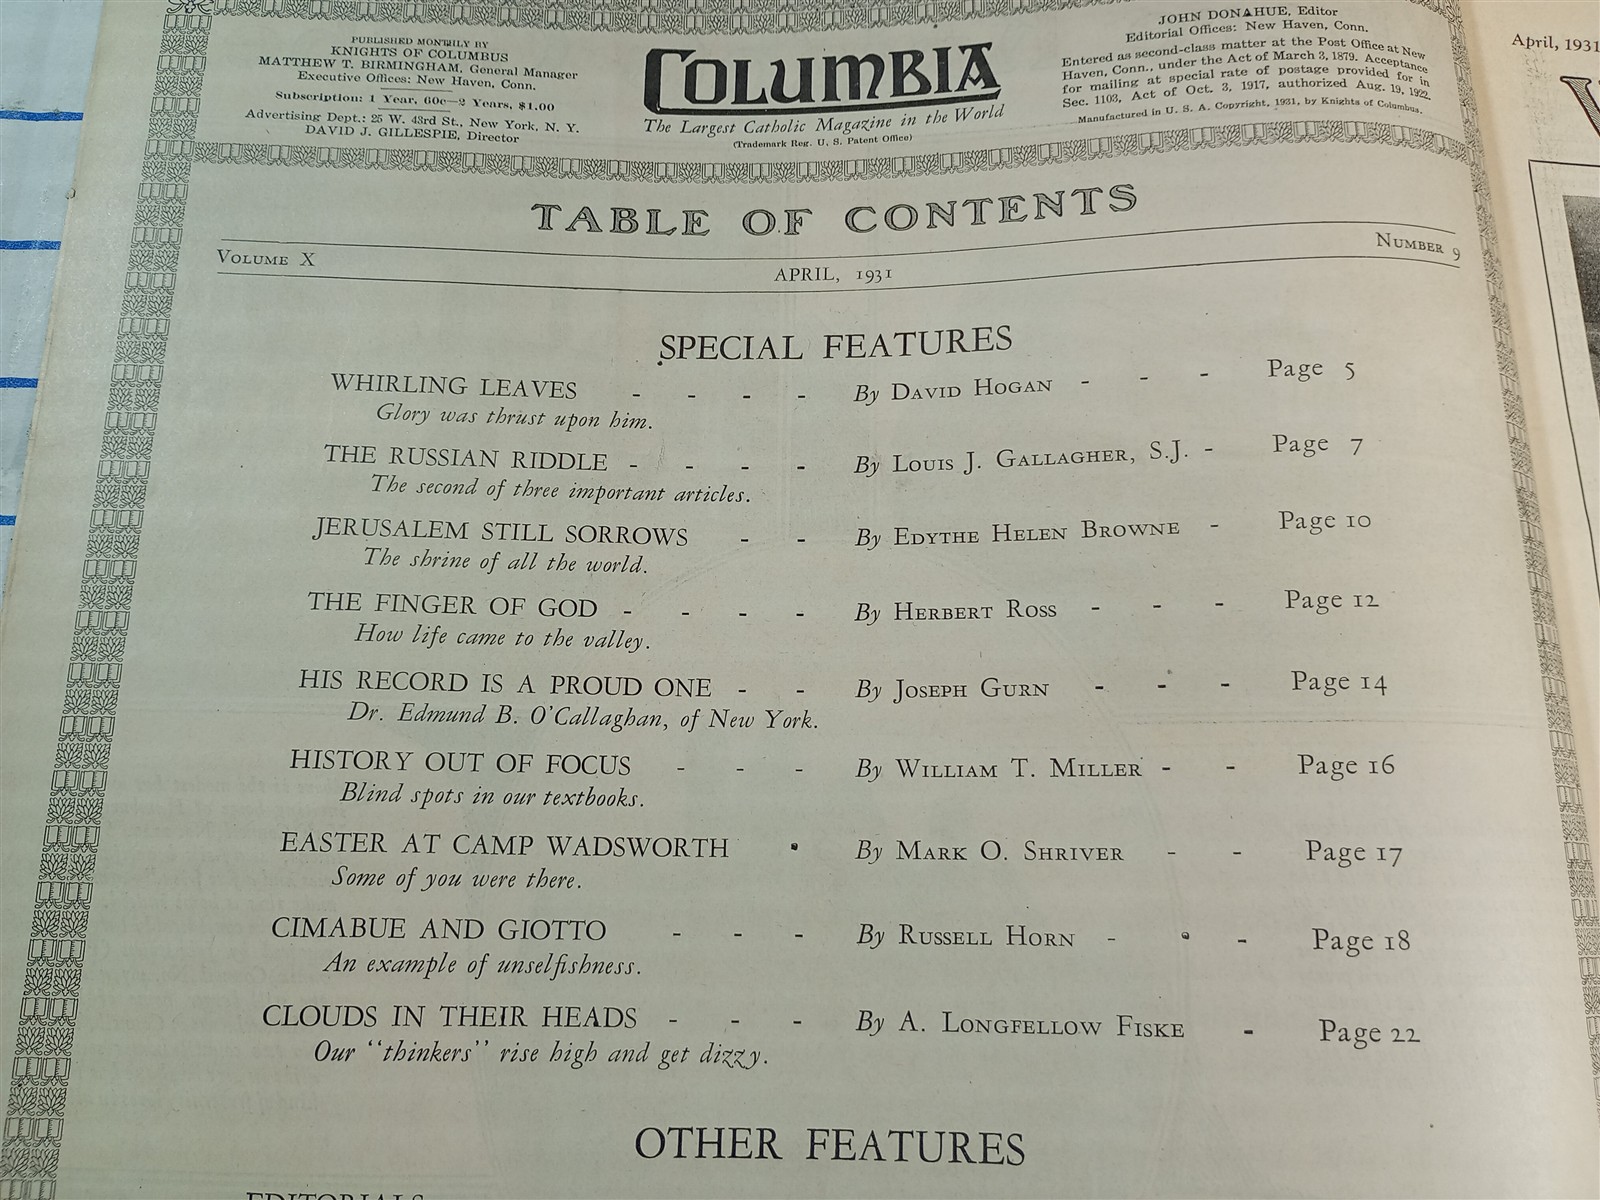 PUBLISHED MONTHLY BY
KNIGHTS OF COLUMBUS
MATTHEW T. BIRMINGHAM, General Manager
Executive Offices: New Haven, Conn.
Subscription: 1 Year, 60c—2 Years, $1.00
Advertising Dept.: 25 W. 43rd St., New York, N. Y.
DAVID J. GILLESPIE, Director
COLUMBIA
The Largest Catholic Magazine in the World
(Trademark Reg. U. S. Patent Office)
JOHN DONAHUE, Editor
Editorial Offices: New Haven, Conn.
Entered as second-class matter at the Post Office at New
Haven, Conn., under the Act of March 3, 1879. Acceptance
for mailing at special rate of postage provided for in
Sec. 1103, Act of Oct. 3, 1917, authorized Aug. 19, 1922.
Manufactured in U. S. A. Copyright, 1931, by Knights of Columbus.
TABLE OF CONTENTS
VOLUME X APRIL, 1931 NUMBER 9
SPECIAL FEATURES
WHIRLING LEAVES - - - - By DAVID HOGAN - - - Page 5
Glory was thrust upon him.
THE RUSSIAN RIDDLE - - - - By LOUIS J. GALLAGHER, S.J. - Page 7
The second of three important articles.
JERUSALEM STILL SORROWS - - By EDYTHE HELEN BROWNE - Page 10
The shrine of all the world.
THE FINGER OF GOD - - - - By HERBERT ROSS - - - Page 12
How life came to the valley.
HIS RECORD IS A PROUD ONE - - By JOSEPH GURN - - - Page 14
Dr. Edmund B. O'Callaghan, of New York.
HISTORY OUT OF FOCUS - - - By WILLIAM T. MILLER - - Page 16
Blind spots in our textbooks.
EASTER AT CAMP WADSWORTH - By MARK O. SHRIVER - - Page 17
Some of you were there.
CIMABUE AND GIOTTO - - - By RUSSELL HORN - - - Page 18
An example of unselfishness.
CLOUDS IN THEIR HEADS - - - By A. LONGFELLOW FISKE - Page 22
Our "thinkers" rise high and get dizzy.
OTHER FEATURES
EDITORIALS
April, 1931